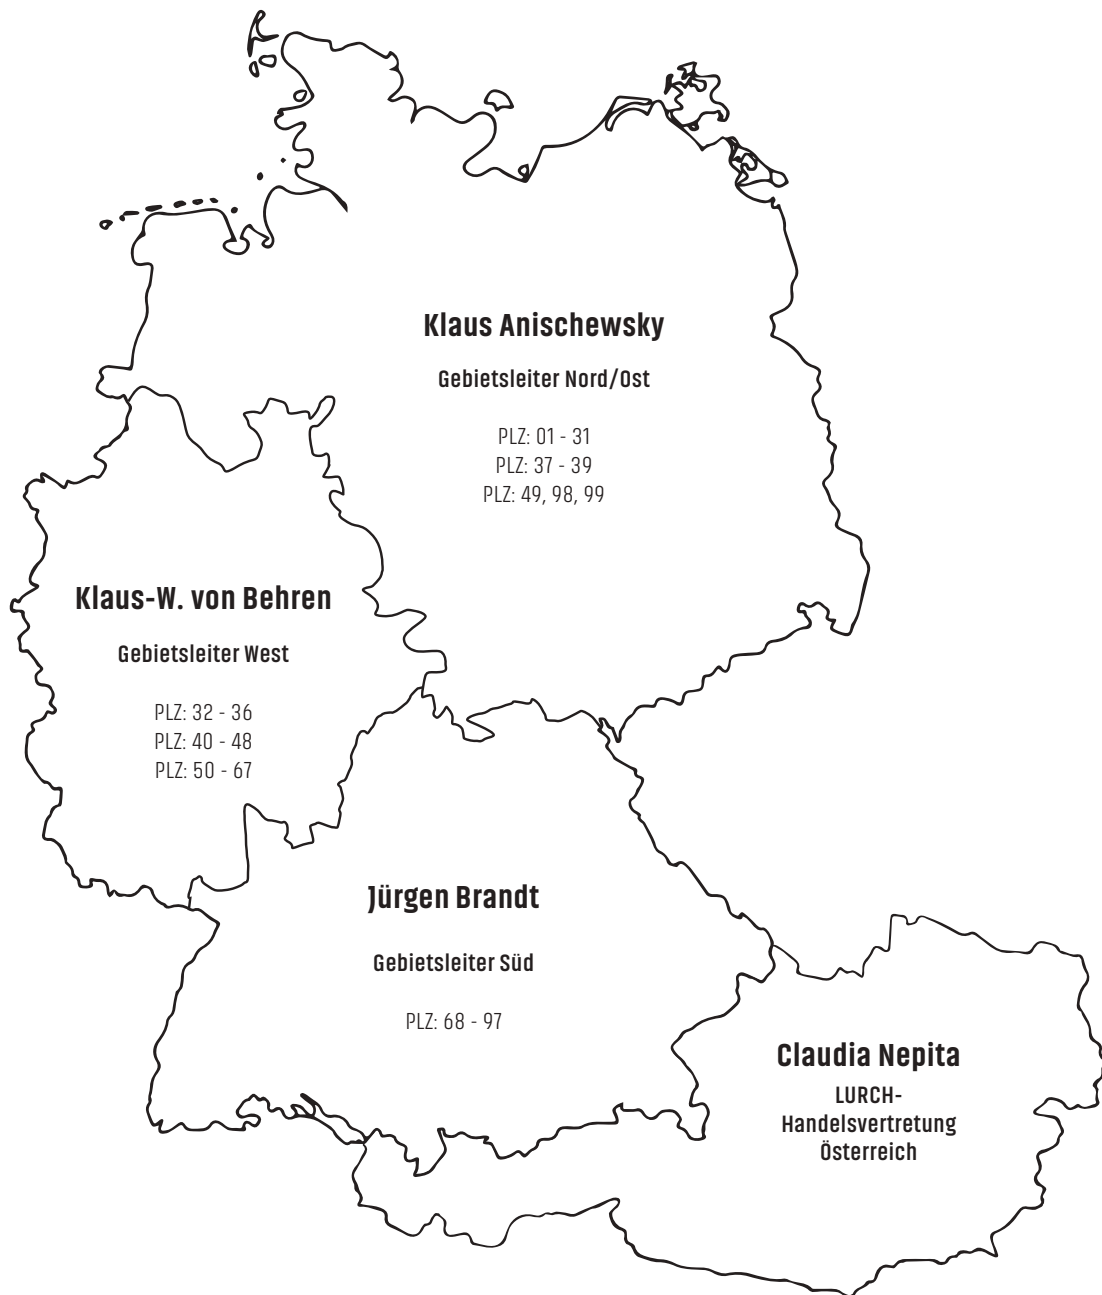 Klaus Anischewsky
Gebietsleiter Nord/Ost
PLZ: 01 - 31
PLZ: 37 - 39
PLZ: 49, 98, 99
Klaus-W. von Behren
Gebietsleiter West
PLZ: 32 - 36
PLZ: 40 - 48
PLZ: 50 - 67
Jürgen Brandt
Gebietsleiter Süd
PLZ: 68 - 97
Claudia Nepita
LURCH-
Handelsvertretung
Österreich